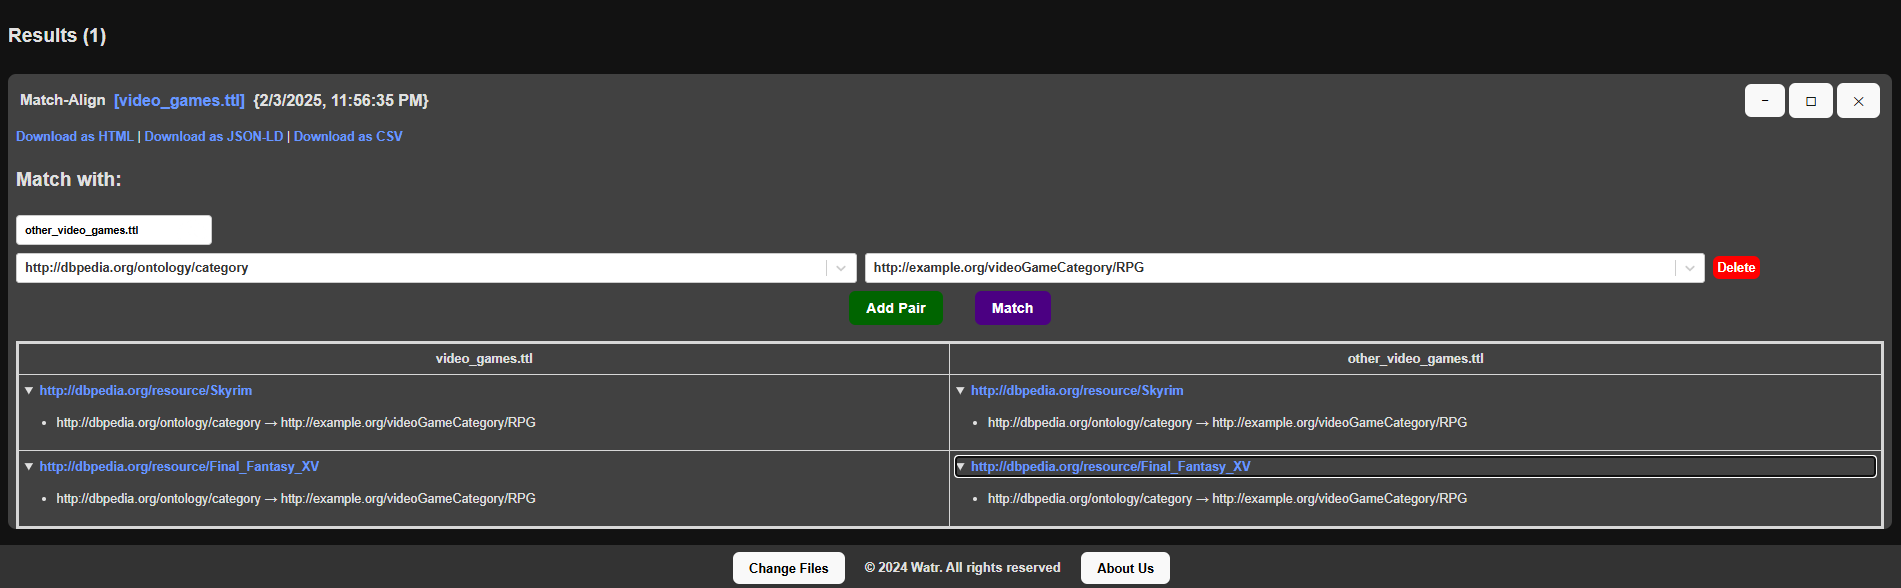 Results (1)
Match-Align [video_games.ttl] {2/3/2025, 11:56:35 PM}
Download as HTML | Download as JSON-LD | Download as CSV
Match with:
other_video_games.ttl
http://dbpedia.org/ontology/category http://example.org/videoGameCategory/RPG Delete
Add Pair Match
video_games.ttl other_video_games.ttl
▼ http://dbpedia.org/resource/Skyrim ▼ http://dbpedia.org/resource/Skyrim
• http://dbpedia.org/ontology/category → http://example.org/videoGameCategory/RPG • http://dbpedia.org/ontology/category → http://example.org/videoGameCategory/RPG
▼ http://dbpedia.org/resource/Final_Fantasy_XV ▼ http://dbpedia.org/resource/Final_Fantasy_XV
• http://dbpedia.org/ontology/category → http://example.org/videoGameCategory/RPG • http://dbpedia.org/ontology/category → http://example.org/videoGameCategory/RPG
Change Files © 2024 Watr. All rights reserved About Us